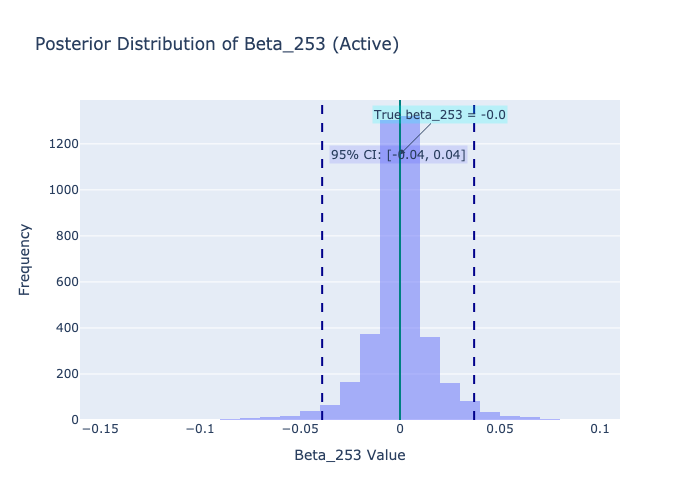 Posterior Distribution of Beta_253 (Active)
True beta_253 = -0.0
95% CI: [-0.04, 0.04]
1200
1000
800
600
400
200
0
Frequency
−0.15
−0.1
−0.05
0
0.05
0.1
Beta_253 Value